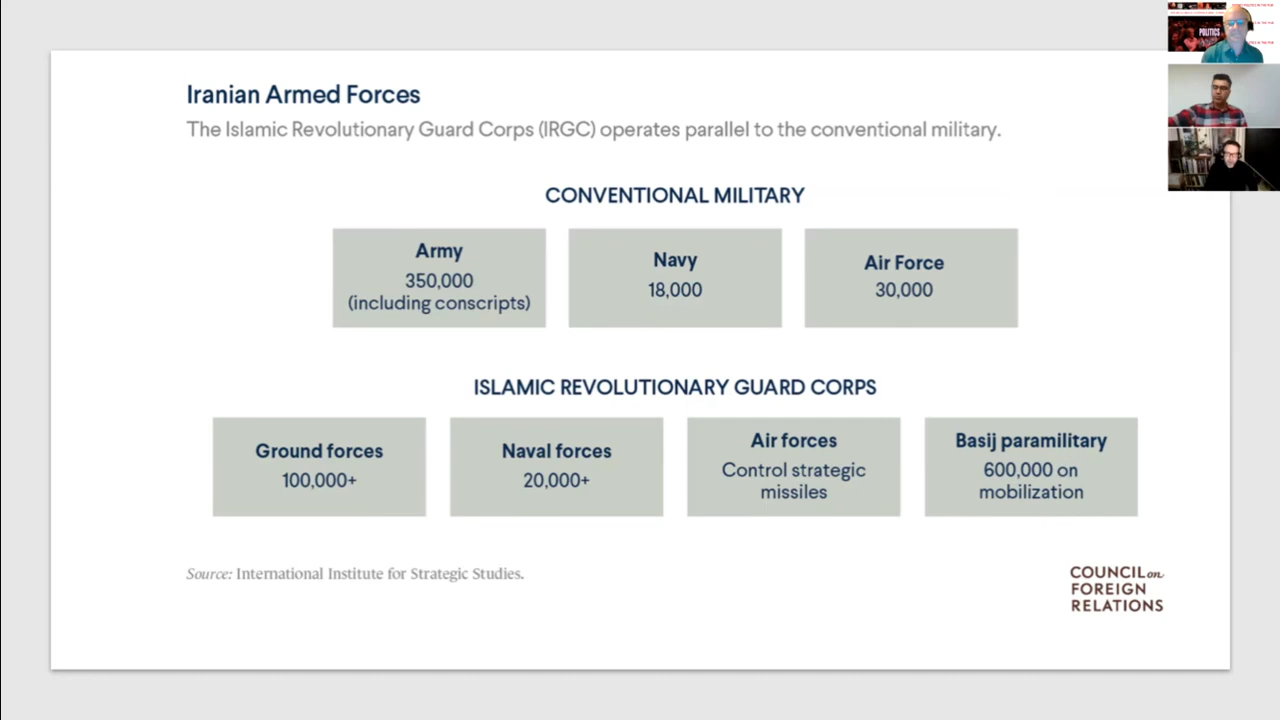 Iranian Armed Forces
The Islamic Revolutionary Guard Corps (IRGC) operates parallel to the conventional military.
CONVENTIONAL MILITARY
Army
350,000
(including conscripts)
Navy
18,000
Air Force
30,000
ISLAMIC REVOLUTIONARY GUARD CORPS
Ground forces
100,000+
Naval forces
20,000+
Air forces
Control strategic
missiles
Basij paramilitary
600,000 on
mobilization
Source: International Institute for Strategic Studies.
COUNCIL on
FOREIGN
RELATIONS
POLITICS